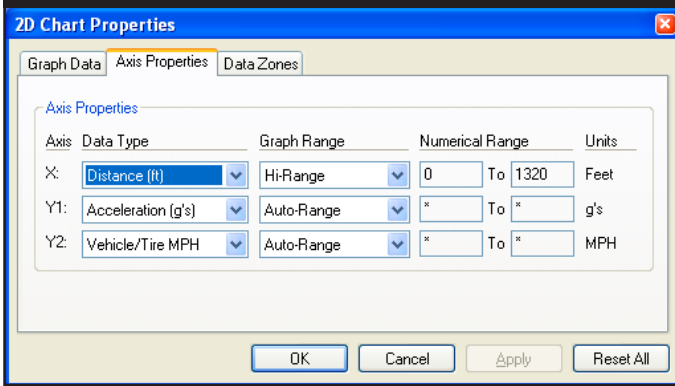 2D Chart Properties
Graph Data Axis Properties Data Zones
Axis Properties
Axis Data Type Graph Range Numerical Range Units
X: Distance (ft) Hi-Range 0 To 1320 Feet
Y1: Acceleration (g's) Auto-Range * To * g's
Y2: Vehicle/Tire MPH Auto-Range * To * MPH
OK Cancel Apply Reset All